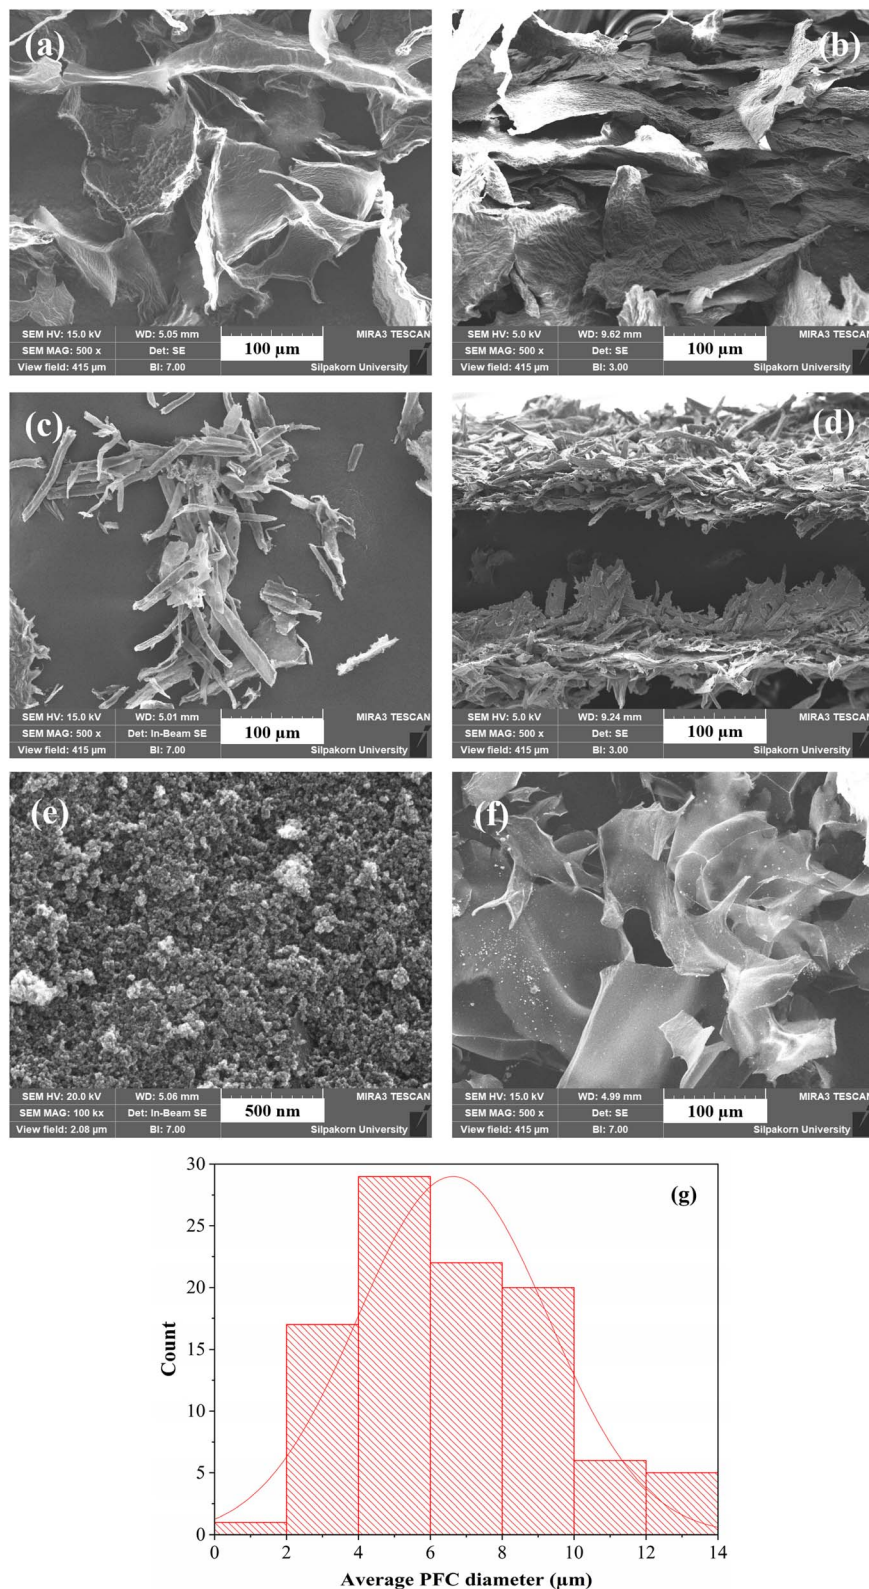 (a)
SEM HV: 15.0 kV WD: 5.05 mm MIRA3 TESCAN
SEM MAG: 500 x Det: SE 100 µm
View field: 415 µm BI: 7.00 Silpakorn University
(b)
SEM HV: 5.0 kV WD: 9.62 mm MIRA3 TESCAN
SEM MAG: 500 x Det: SE 100 µm
View field: 415 µm BI: 3.00 Silpakorn University
(c)
SEM HV: 15.0 kV WD: 5.01 mm MIRA3 TESCAN
SEM MAG: 500 x Det: In-Beam SE 100 µm
View field: 415 µm BI: 7.00 Silpakorn University
(d)
SEM HV: 5.0 kV WD: 9.24 mm MIRA3 TESCAN
SEM MAG: 500 x Det: SE 100 µm
View field: 415 µm BI: 3.00 Silpakorn University
(e)
SEM HV: 20.0 kV WD: 5.06 mm MIRA3 TESCAN
SEM MAG: 100 kx Det: In-Beam SE 500 nm
View field: 2.08 µm BI: 7.00 Silpakorn University
(f)
SEM HV: 15.0 kV WD: 4.99 mm MIRA3 TESCAN
SEM MAG: 500 x Det: SE 100 µm
View field: 415 µm BI: 7.00 Silpakorn University
(g)
30
25
20
15
10
5
0
Count
0 2 4 6 8 10 12 14
Average PFC diameter (µm)